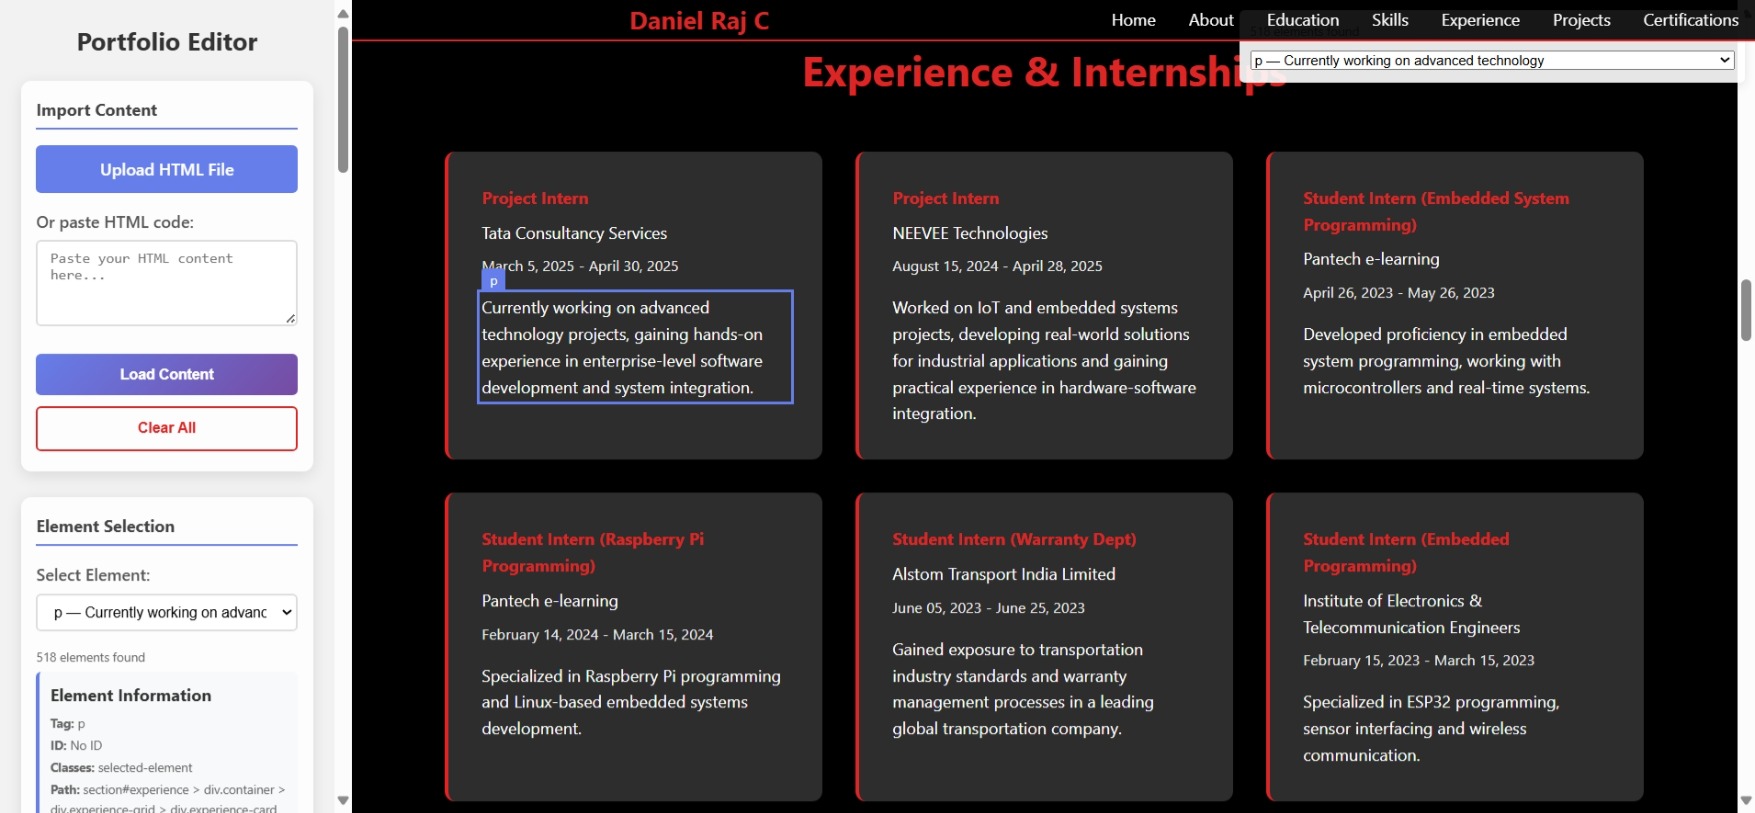 Portfolio Editor
Import Content
Upload HTML File
Or paste HTML code:
Paste your HTML content
here...
Load Content
Clear All
Element Selection
Select Element:
p — Currently working on advanc
518 elements found
Element Information
Tag: p
ID: No ID
Classes: selected-element
Path: section#experience > div.container >
div.experience-grid > div.experience-card
Daniel Raj C
Home
About
Education
Skills
Experience
Projects
Certifications
518 elements found
p — Currently working on advanced technology
Experience & Internships
Project Intern
Tata Consultancy Services
March 5, 2025 - April 30, 2025
p
Currently working on advanced
technology projects, gaining hands-on
experience in enterprise-level software
development and system integration.
Project Intern
NEEVEE Technologies
August 15, 2024 - April 28, 2025
Worked on IoT and embedded systems
projects, developing real-world solutions
for industrial applications and gaining
practical experience in hardware-software
integration.
Student Intern (Embedded System
Programming)
Pantech e-learning
April 26, 2023 - May 26, 2023
Developed proficiency in embedded
system programming, working with
microcontrollers and real-time systems.
Student Intern (Raspberry Pi
Programming)
Pantech e-learning
February 14, 2024 - March 15, 2024
Specialized in Raspberry Pi programming
and Linux-based embedded systems
development.
Student Intern (Warranty Dept)
Alstom Transport India Limited
June 05, 2023 - June 25, 2023
Gained exposure to transportation
industry standards and warranty
management processes in a leading
global transportation company.
Student Intern (Embedded
Programming)
Institute of Electronics &
Telecommunication Engineers
February 15, 2023 - March 15, 2023
Specialized in ESP32 programming,
sensor interfacing and wireless
communication.